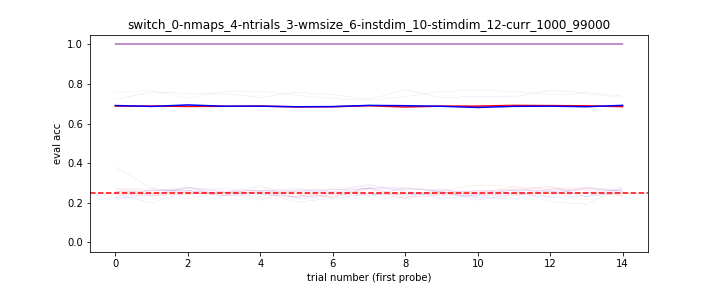 switch_0-nmaps_4-ntrials_3-wmsize_6-instdim_10-stimdim_12-curr_1000_99000
1.0
0.8
0.6
0.4
0.2
0.0
eval acc
0 2 4 6 8 10 12 14
trial number (first probe)